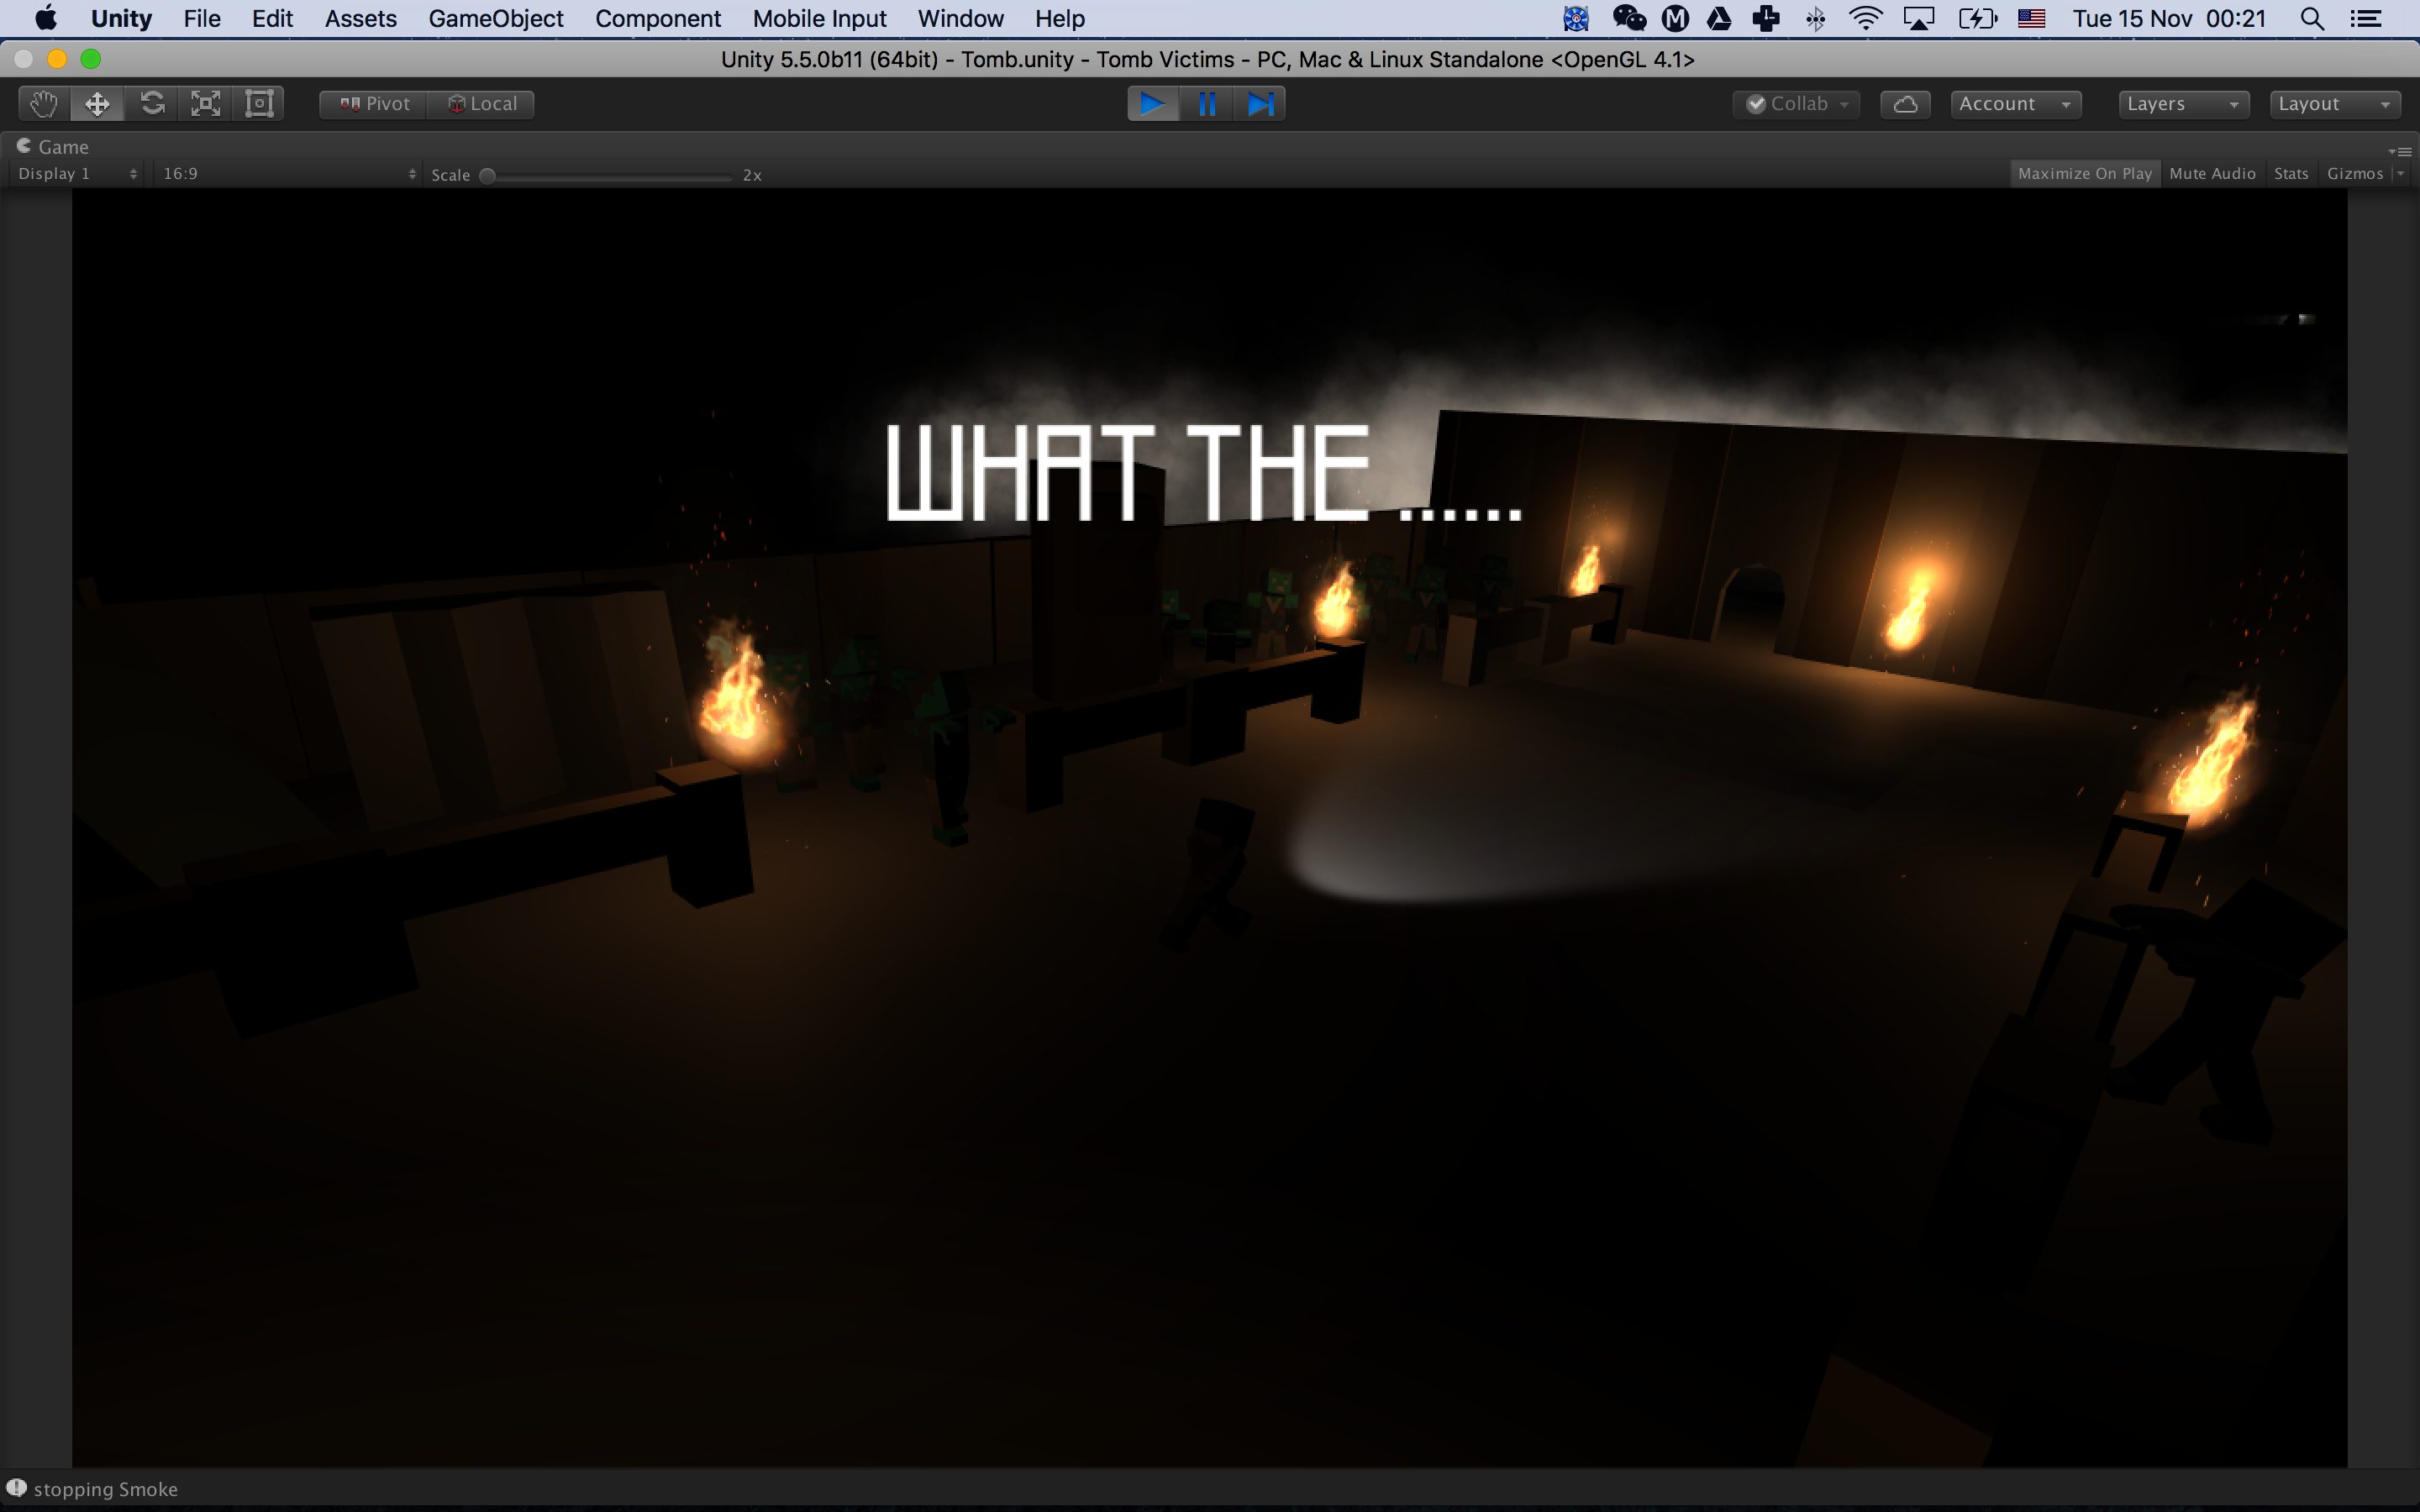 Unity File Edit Assets GameObject Component Mobile Input Window Help M Tue 15 Nov 00:21
Unity 5.5.0b11 (64bit) - Tomb.unity - Tomb Victims - PC, Mac & Linux Standalone <OpenGL 4.1>
Pivot Local Collab Account Layers Layout
Game
Display 1 16:9 Scale 2x Maximize On Play Mute Audio Stats Gizmos
WHAT THE ......
stopping Smoke